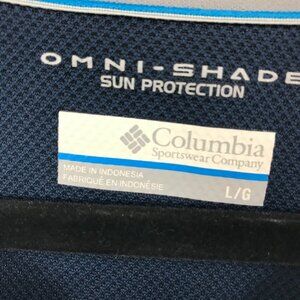 OMNI-SHADE
SUN PROTECTION
Columbia
Sportswear Company
MADE IN INDONESIA
FABRIQUÉ EN INDONÉSIE
L/G